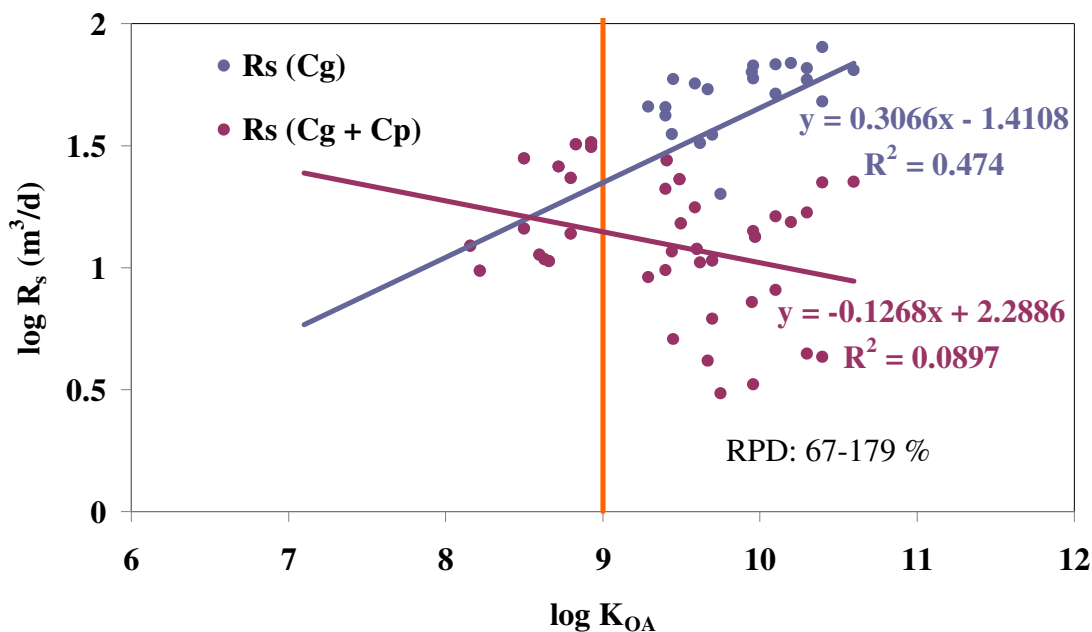 2
Rs (Cg)
Rs (Cg + Cp)
y = 0.3066x - 1.4108
R² = 0.474
1.5
1
y = -0.1268x + 2.2886
R² = 0.0897
0.5
RPD: 67-179 %
0
6 7 8 9 10 11 12
log K_OA
log R_s (m³/d)